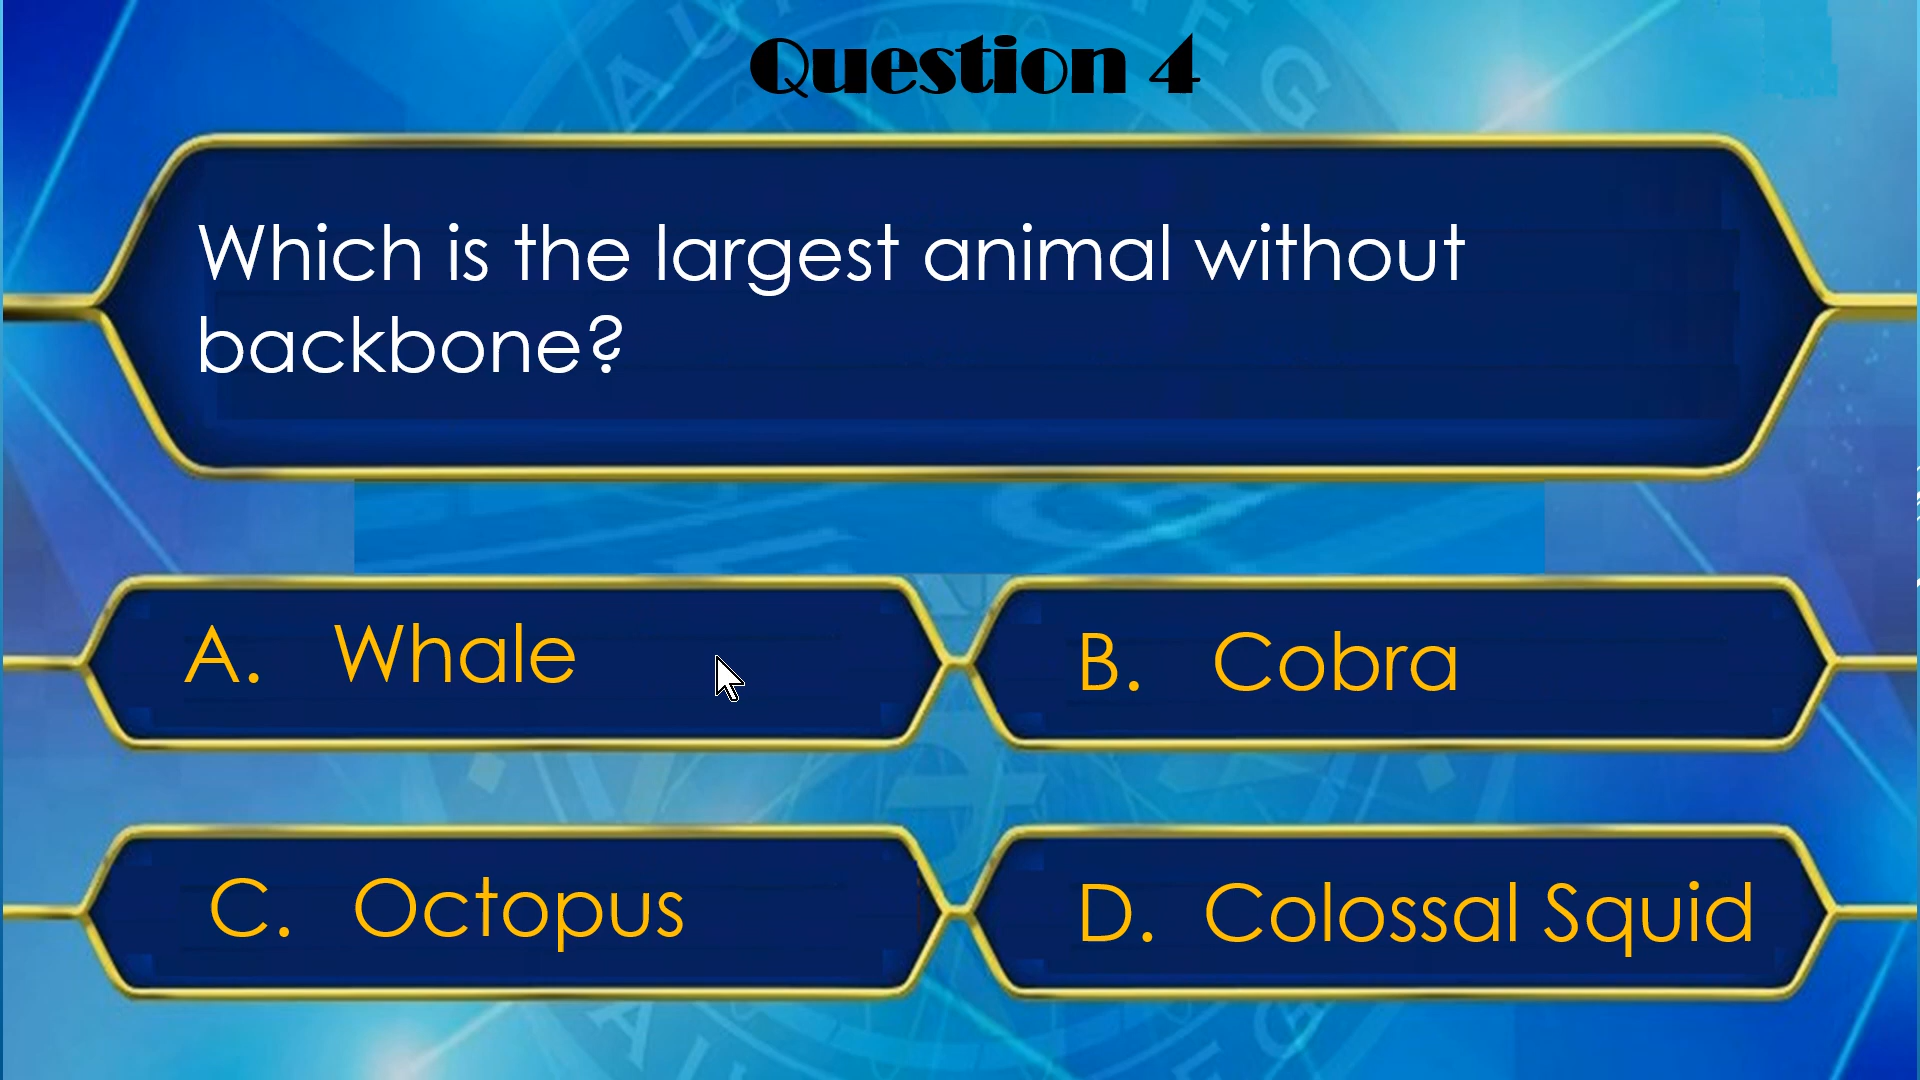 Question 4
Which is the largest animal without
backbone?
A. Whale
B. Cobra
C. Octopus
D. Colossal Squid